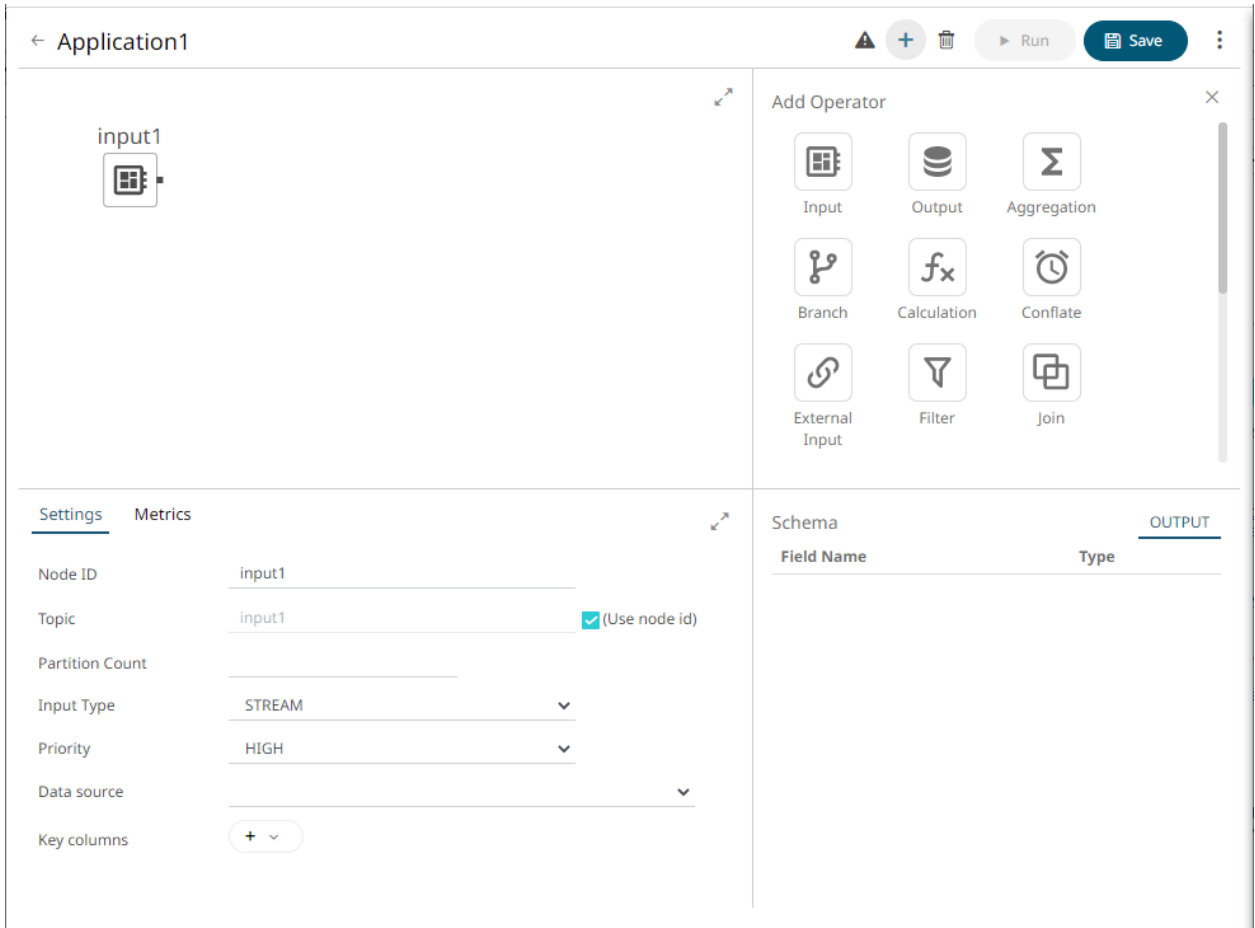 Application1
Run
Save
input1
Add Operator
Input
Output
Aggregation
Branch
Calculation
Conflate
External
Input
Filter
Join
Settings
Metrics
Node ID
input1
Topic
input1
(Use node id)
Partition Count
Input Type
STREAM
Priority
HIGH
Data source
Key columns
Schema
OUTPUT
Field Name
Type